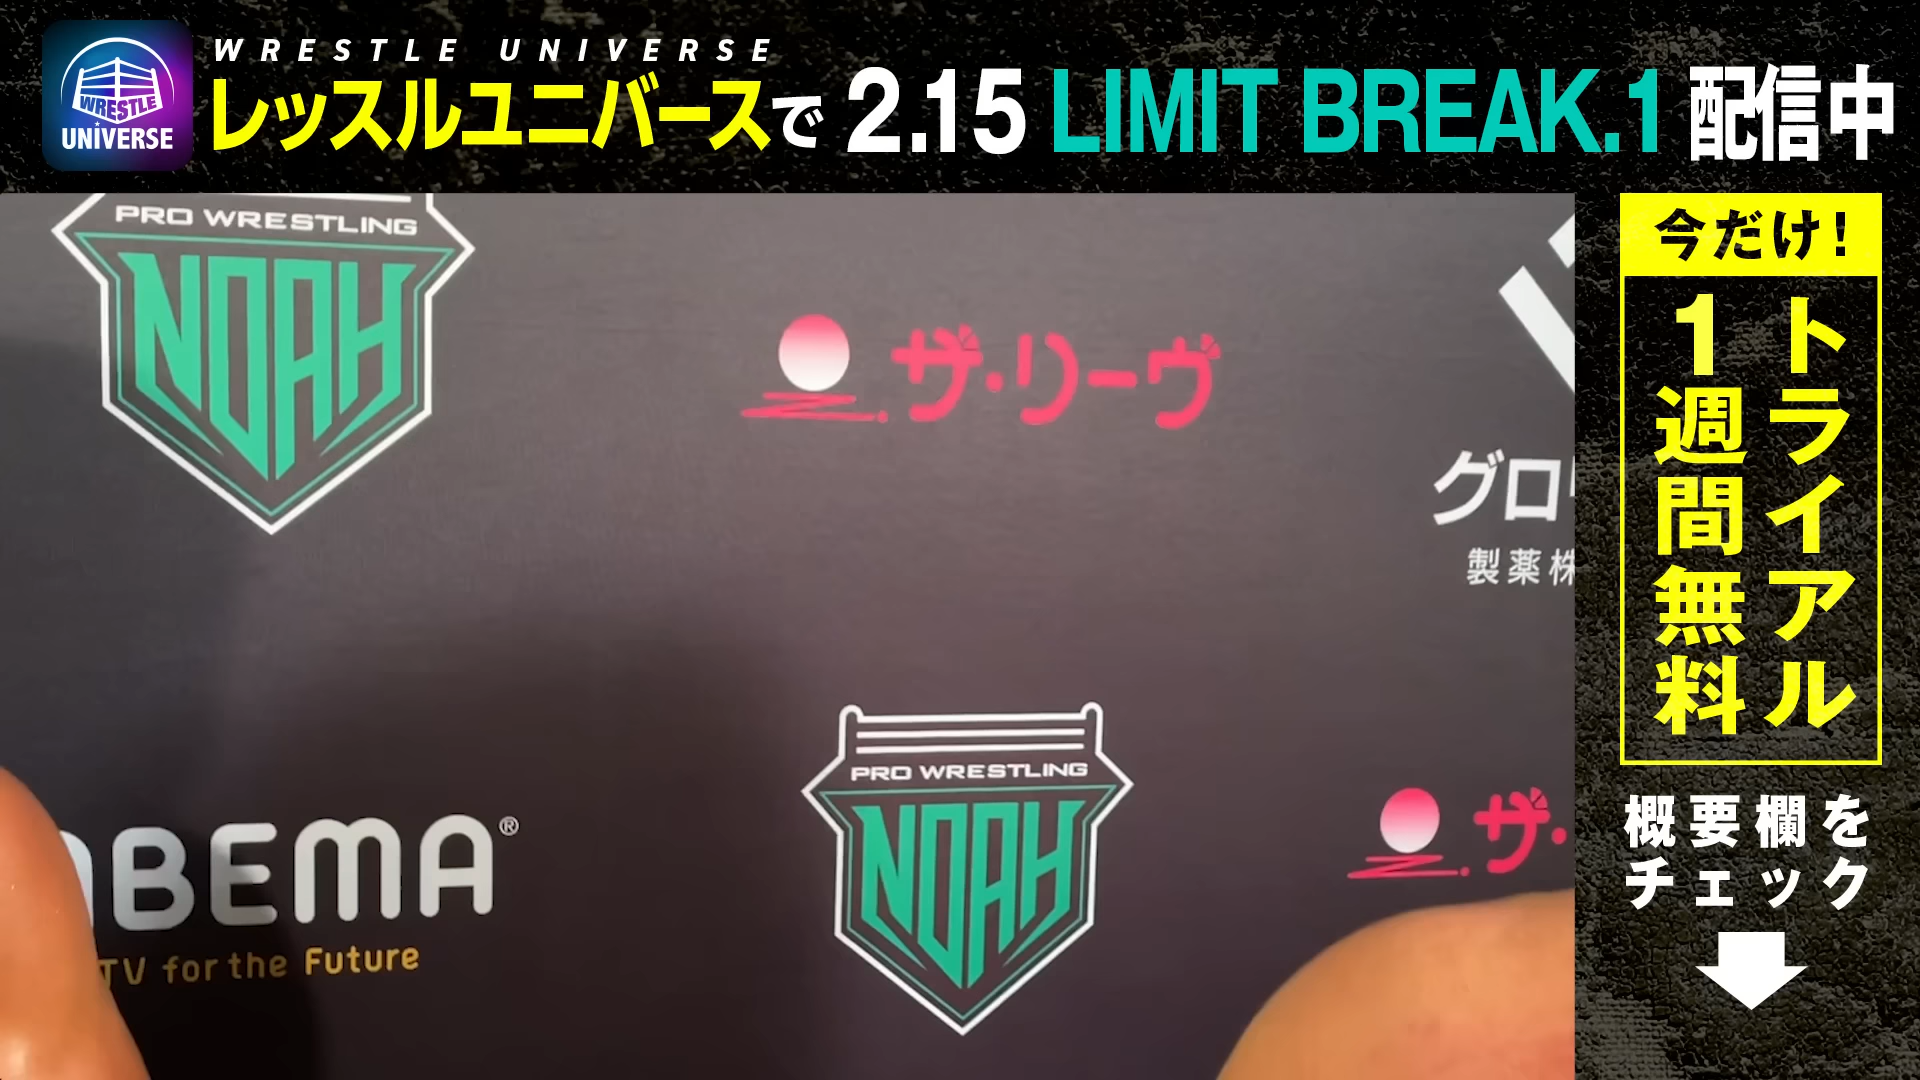 WRESTLE UNIVERSE
WRESTLE
UNIVERSE
レッスルユニバースで 2.15 LIMIT BREAK.1 配信中
PRO WRESTLING
NOAH
ザ・リーヴ
グロ
製薬株
BEMA®
TV for the Future
PRO WRESTLING
NOAH
ザ・
今だけ!
トライアル
1週間無料
概要欄を
チェック